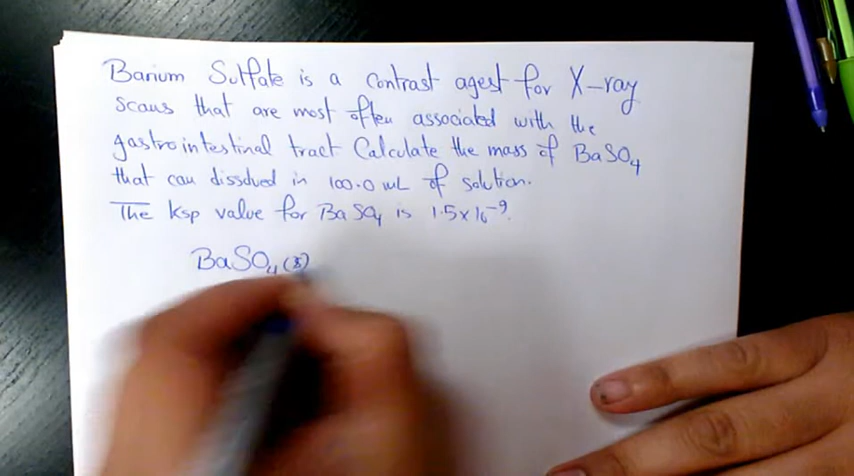 Barium Sulfate is a contrast agest for X-ray
scans that are most often associated with the
gastrointestinal tract Calculate the mass of BaSO4
that can dissolved in 100.0 mL of solution.
The Ksp value for BaSO4 is 1.5x10-9.
BaSO4(s)